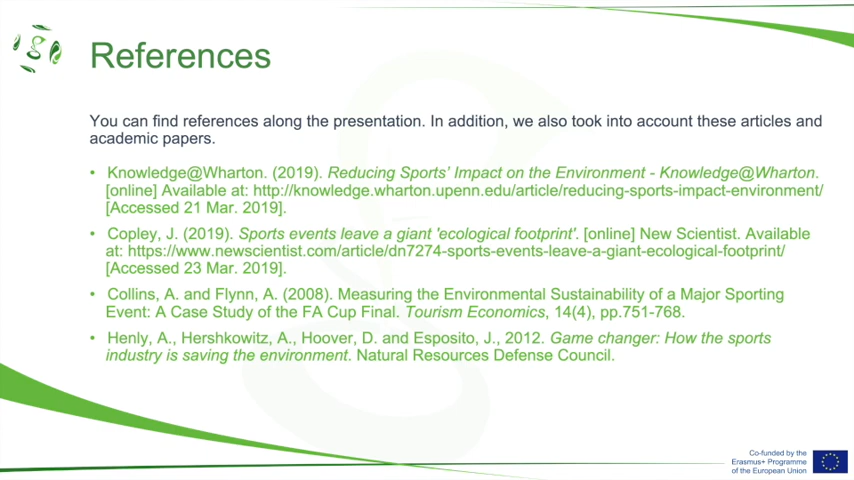 References
You can find references along the presentation. In addition, we also took into account these articles and
academic papers.
• Knowledge@Wharton. (2019). Reducing Sports’ Impact on the Environment - Knowledge@Wharton.
[online] Available at: http://knowledge.wharton.upenn.edu/article/reducing-sports-impact-environment/
[Accessed 21 Mar. 2019].
• Copley, J. (2019). Sports events leave a giant 'ecological footprint'. [online] New Scientist. Available
at: https://www.newscientist.com/article/dn7274-sports-events-leave-a-giant-ecological-footprint/
[Accessed 23 Mar. 2019].
• Collins, A. and Flynn, A. (2008). Measuring the Environmental Sustainability of a Major Sporting
Event: A Case Study of the FA Cup Final. Tourism Economics, 14(4), pp.751-768.
• Henly, A., Hershkowitz, A., Hoover, D. and Esposito, J., 2012. Game changer: How the sports
industry is saving the environment. Natural Resources Defense Council.
Co-funded by the
Erasmus+ Programme
of the European Union